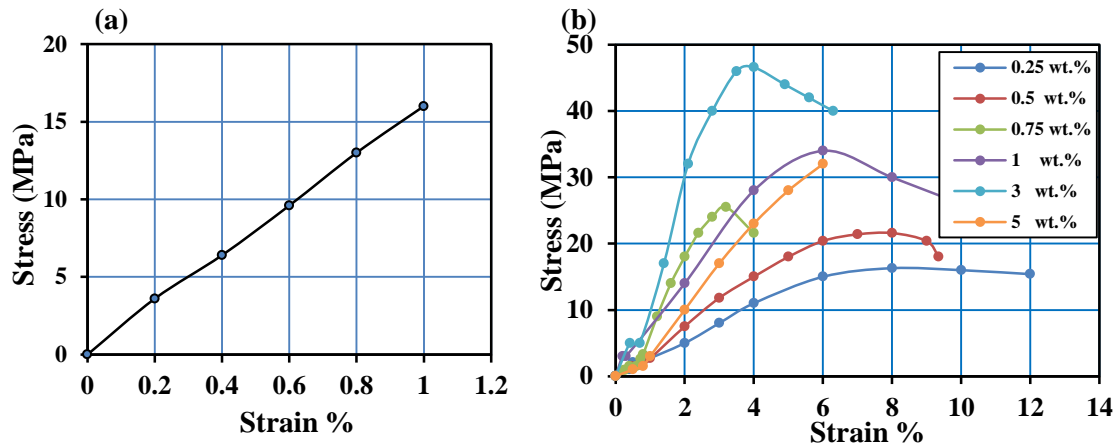 (a)
20
15
10
5
0
Stress (MPa)
0 0.2 0.4 0.6 0.8 1 1.2
Strain %
(b)
50
40
30
20
10
0
Stress (MPa)
0.25 wt.%
0.5 wt.%
0.75 wt.%
1 wt.%
3 wt.%
5 wt.%
0 2 4 6 8 10 12 14
Strain %